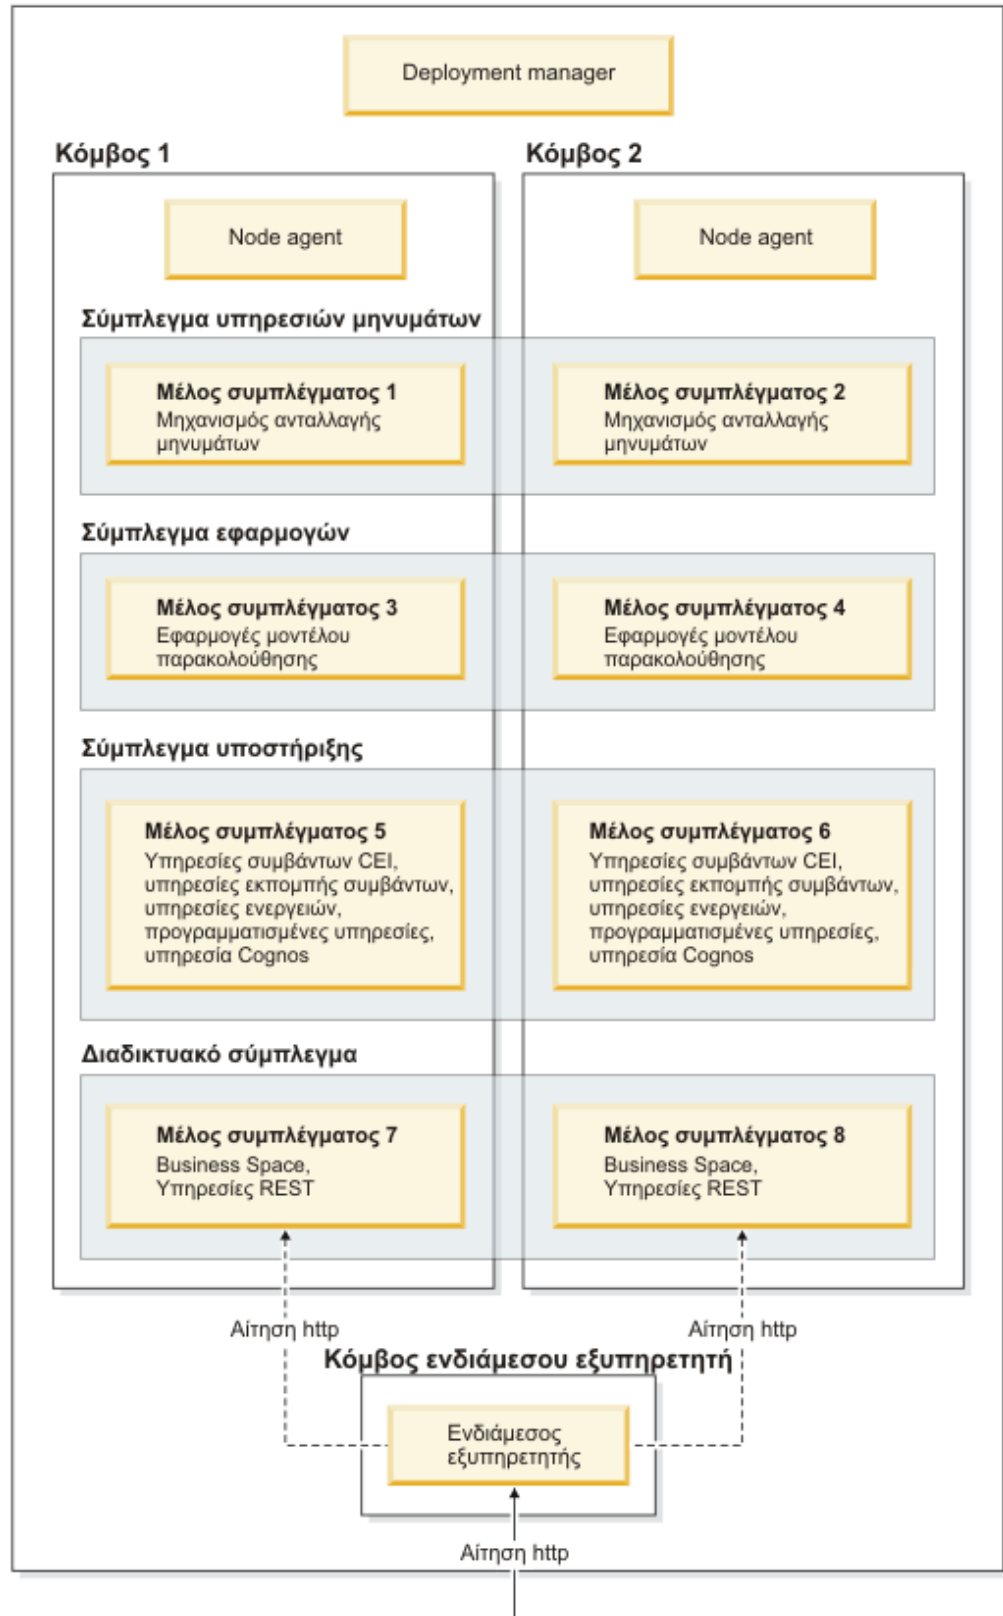 Deployment manager
Κόμβος 1
Κόμβος 2
Node agent
Node agent
Σύμπλεγμα υπηρεσιών μηνυμάτων
Μέλος συμπλέγματος 1
Μηχανισμός ανταλλαγής
μηνυμάτων
Μέλος συμπλέγματος 2
Μηχανισμός ανταλλαγής
μηνυμάτων
Σύμπλεγμα εφαρμογών
Μέλος συμπλέγματος 3
Εφαρμογές μοντέλου
παρακολούθησης
Μέλος συμπλέγματος 4
Εφαρμογές μοντέλου
παρακολούθησης
Σύμπλεγμα υποστήριξης
Μέλος συμπλέγματος 5
Υπηρεσίες συμβάντων CEI,
υπηρεσίες εκπομπής συμβάντων,
υπηρεσίες ενεργειών,
προγραμματισμένες υπηρεσίες,
υπηρεσία Cognos
Μέλος συμπλέγματος 6
Υπηρεσίες συμβάντων CEI,
υπηρεσίες εκπομπής συμβάντων,
υπηρεσίες ενεργειών,
προγραμματισμένες υπηρεσίες,
υπηρεσία Cognos
Διαδικτυακό σύμπλεγμα
Μέλος συμπλέγματος 7
Business Space,
Υπηρεσίες REST
Μέλος συμπλέγματος 8
Business Space,
Υπηρεσίες REST
Αίτηση http
Αίτηση http
Κόμβος ενδιάμεσου εξυπηρετητή
Ενδιάμεσος
εξυπηρετητής
Αίτηση http